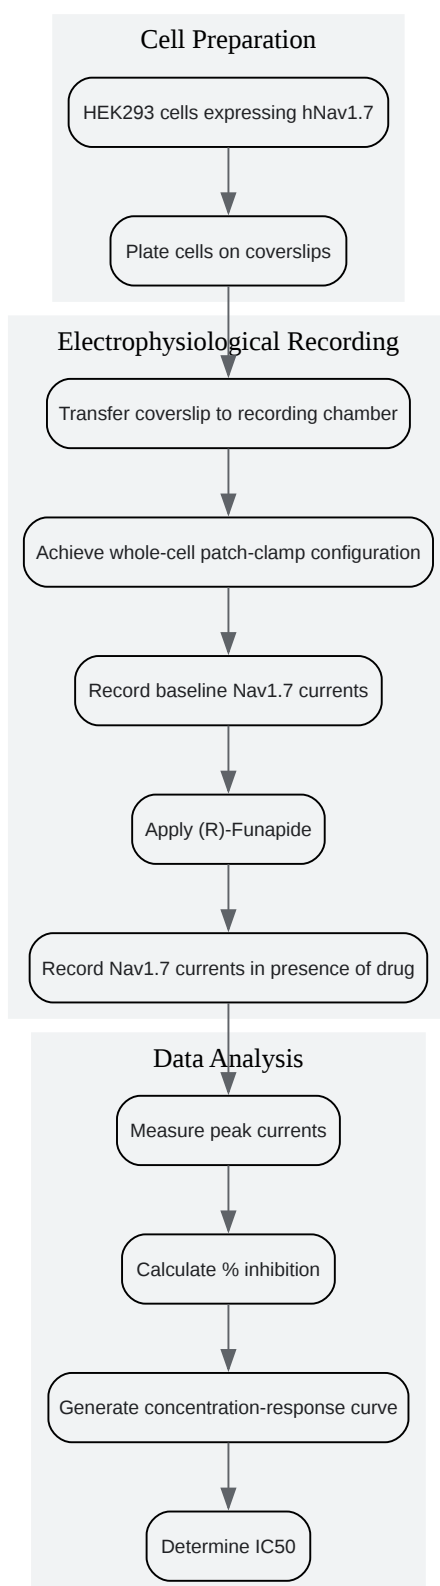 Cell Preparation
HEK293 cells expressing hNav1.7
Plate cells on coverslips
Electrophysiological Recording
Transfer coverslip to recording chamber
Achieve whole-cell patch-clamp configuration
Record baseline Nav1.7 currents
Apply (R)-Funapide
Record Nav1.7 currents in presence of drug
Data Analysis
Measure peak currents
Calculate % inhibition
Generate concentration-response curve
Determine IC50